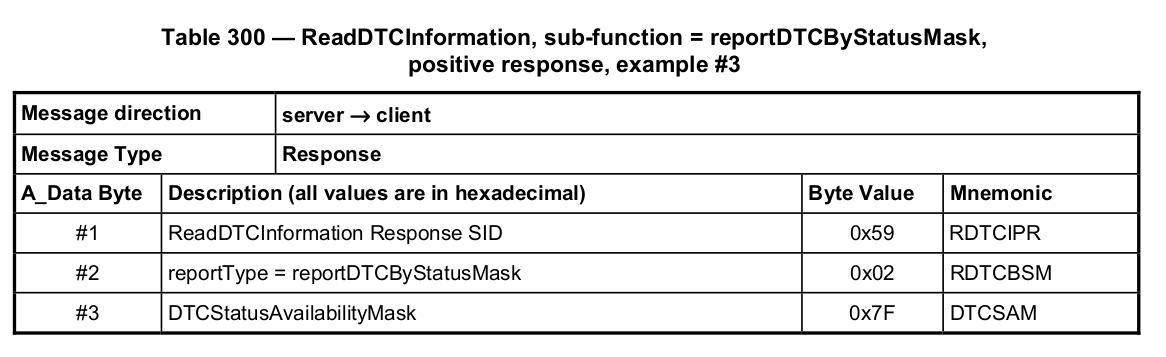 Table 300 — ReadDTCInformation, sub-function = reportDTCByStatusMask,
positive response, example #3
Message direction server → client
Message Type Response
A_Data Byte Description (all values are in hexadecimal) Byte Value Mnemonic
#1 ReadDTCInformation Response SID 0x59 RDTCIPR
#2 reportType = reportDTCByStatusMask 0x02 RDTCBSM
#3 DTCStatusAvailabilityMask 0x7F DTCSAM